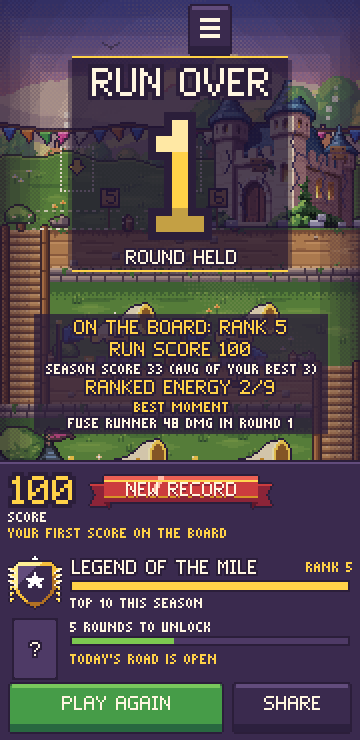 RUN OVER
1
5
6
ROUND HELD
ON THE BOARD: RANK 5
RUN SCORE 100
SEASON SCORE 33 (AVG OF YOUR BEST 3)
RANKED ENERGY 2/9
BEST MOMENT
FUSE RUNNER 48 DMG IN ROUND 1
100
NEW RECORD
SCORE
YOUR FIRST SCORE ON THE BOARD
LEGEND OF THE MILE
RANK 5
TOP 10 THIS SEASON
?
5 ROUNDS TO UNLOCK
TODAY'S ROAD IS OPEN
PLAY AGAIN
SHARE